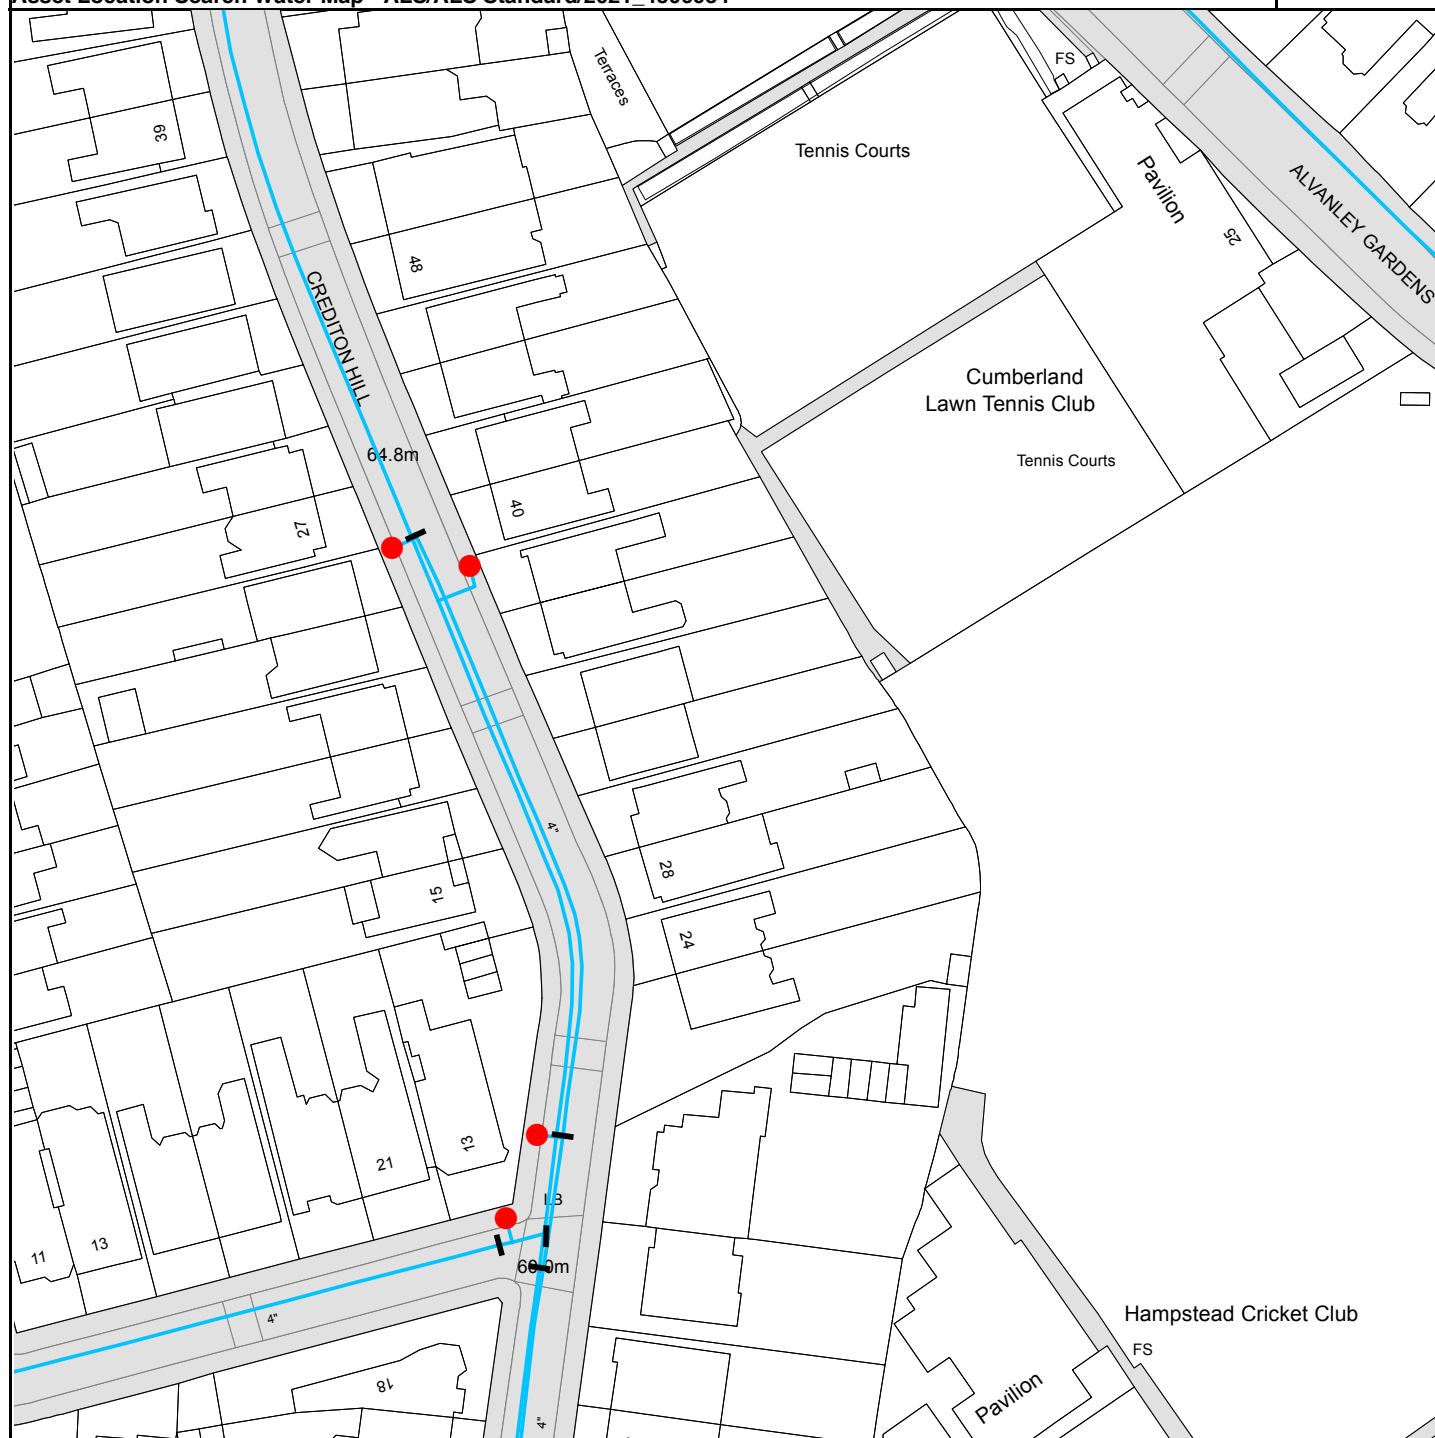 Terraces
FS
Tennis Courts
Pavilion
25
ALVANLEY GARDENS
39
48
CREDITON HILL
Cumberland
Lawn Tennis Club
Tennis Courts
64.8m
40
27
4"
28
15
24
13
21
LB
11
13
4"
Hampstead Cricket Club
FS
18
Pavilion
4"